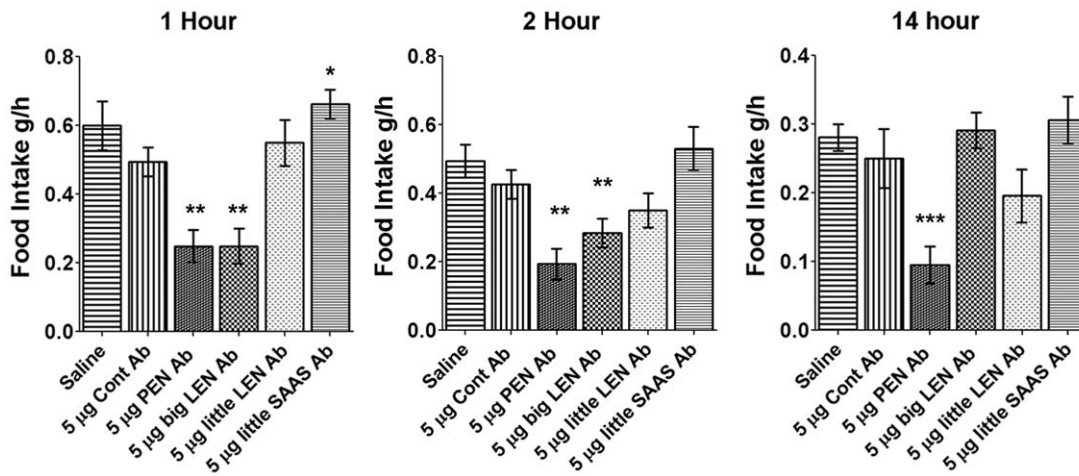 1 Hour
Food Intake g/h
0.8
0.6
0.4
0.2
0.0
**
**
*
Saline
5 µg Cont Ab
5 µg PEN Ab
5 µg big LEN Ab
5 µg little LEN Ab
5 µg little SAAS Ab
2 Hour
Food Intake g/h
0.8
0.6
0.4
0.2
0.0
**
**
Saline
5 µg Cont Ab
5 µg PEN Ab
5 µg big LEN Ab
5 µg little LEN Ab
5 µg little SAAS Ab
14 hour
Food Intake g/h
0.4
0.3
0.2
0.1
0.0
***
Saline
5 µg Cont Ab
5 µg PEN Ab
5 µg big LEN Ab
5 µg little LEN Ab
5 µg little SAAS Ab